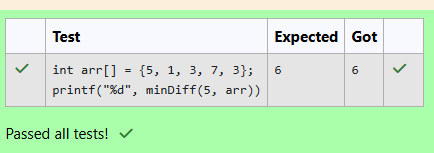 Test Expected Got
int arr[] = {5, 1, 3, 7, 3}; 6 6
printf("%d", minDiff(5, arr))
Passed all tests!